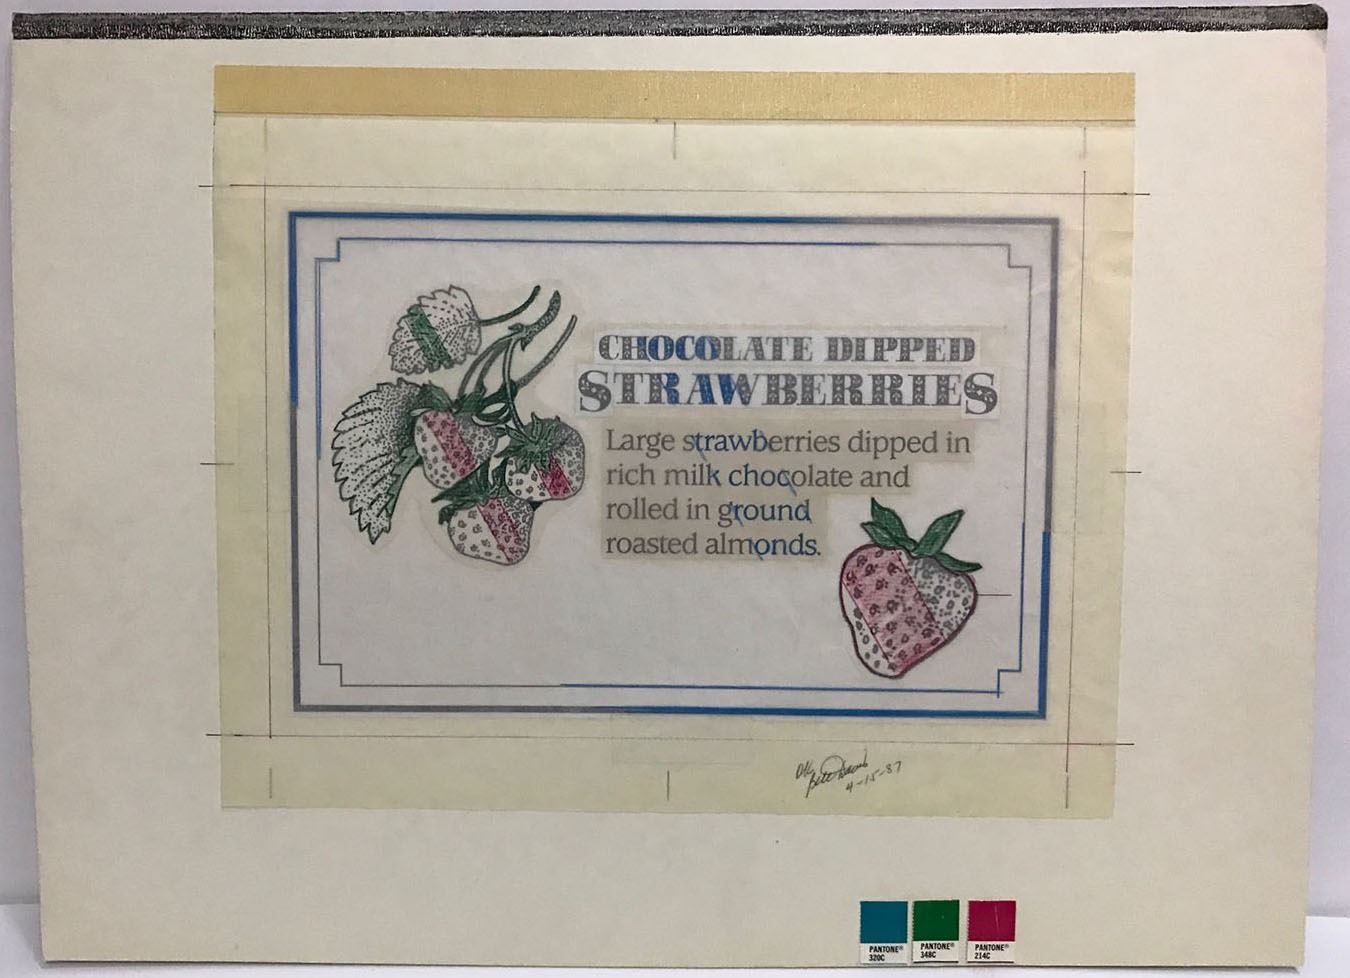 CHOCOLATE DIPPED
STRAWBERRIES
Large strawberries dipped in
rich milk chocolate and
rolled in ground
roasted almonds.
4-15-87
PANTONE®
320C
PANTONE®
348C
PANTONE®
214C